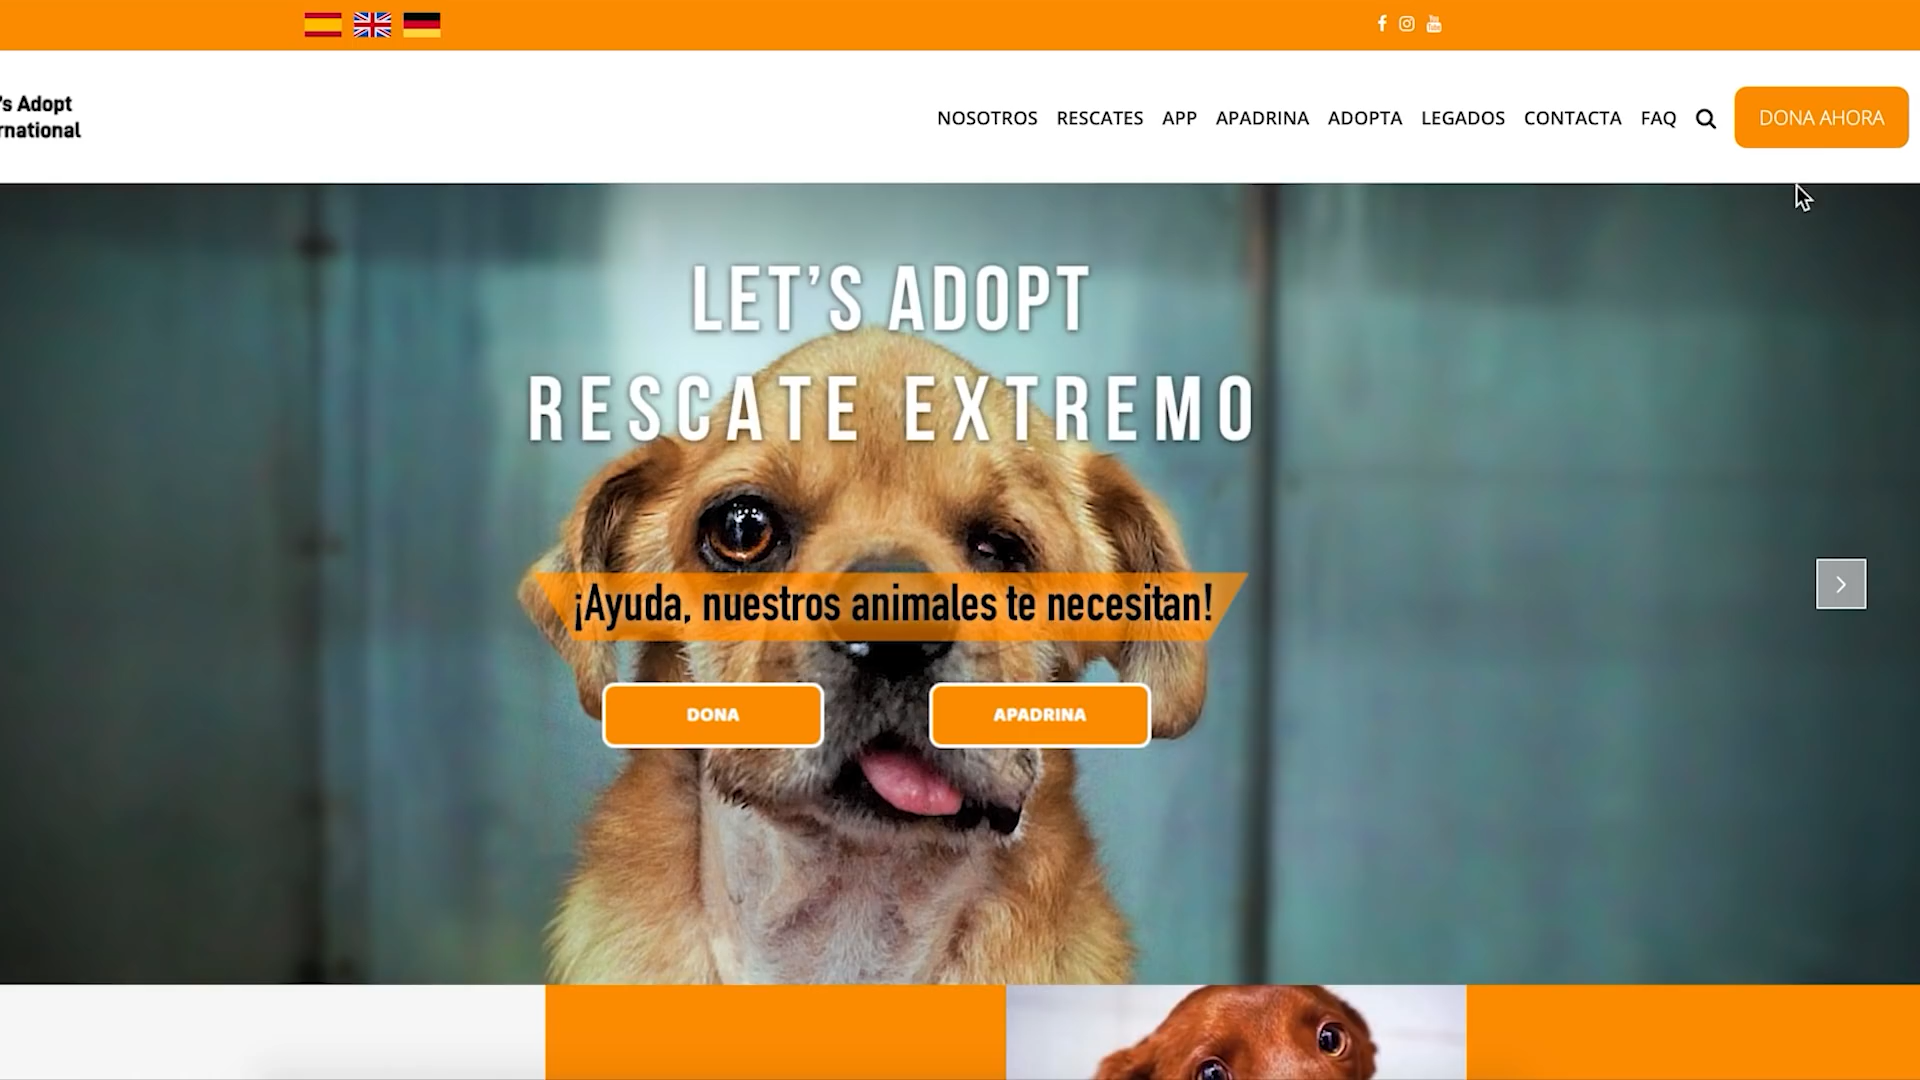 's Adopt
rnational
NOSOTROS RESCATES APP APADRINA ADOPTA LEGADOS CONTACTA FAQ DONA AHORA
LET'S ADOPT
RESCATE EXTREMO
¡Ayuda, nuestros animales te necesitan!
DONA APADRINA